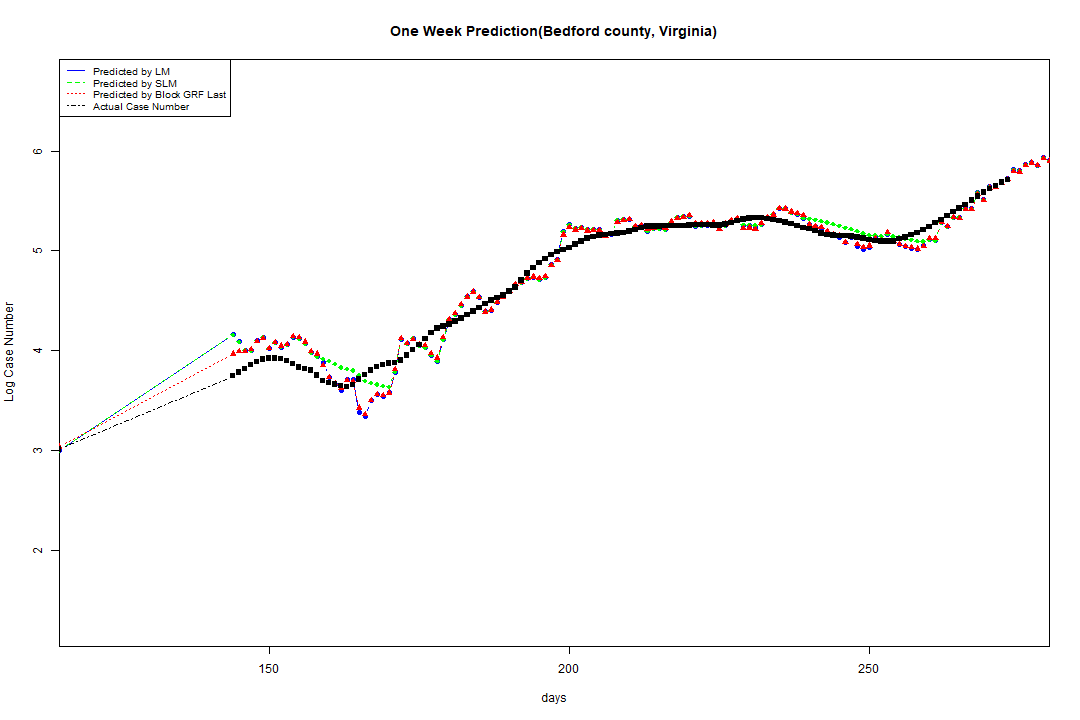 One Week Prediction(Bedford county, Virginia)
Predicted by LM
Predicted by SLM
Predicted by Block GRF Last
Actual Case Number
6
5
4
3
2
Log Case Number
150
200
250
days